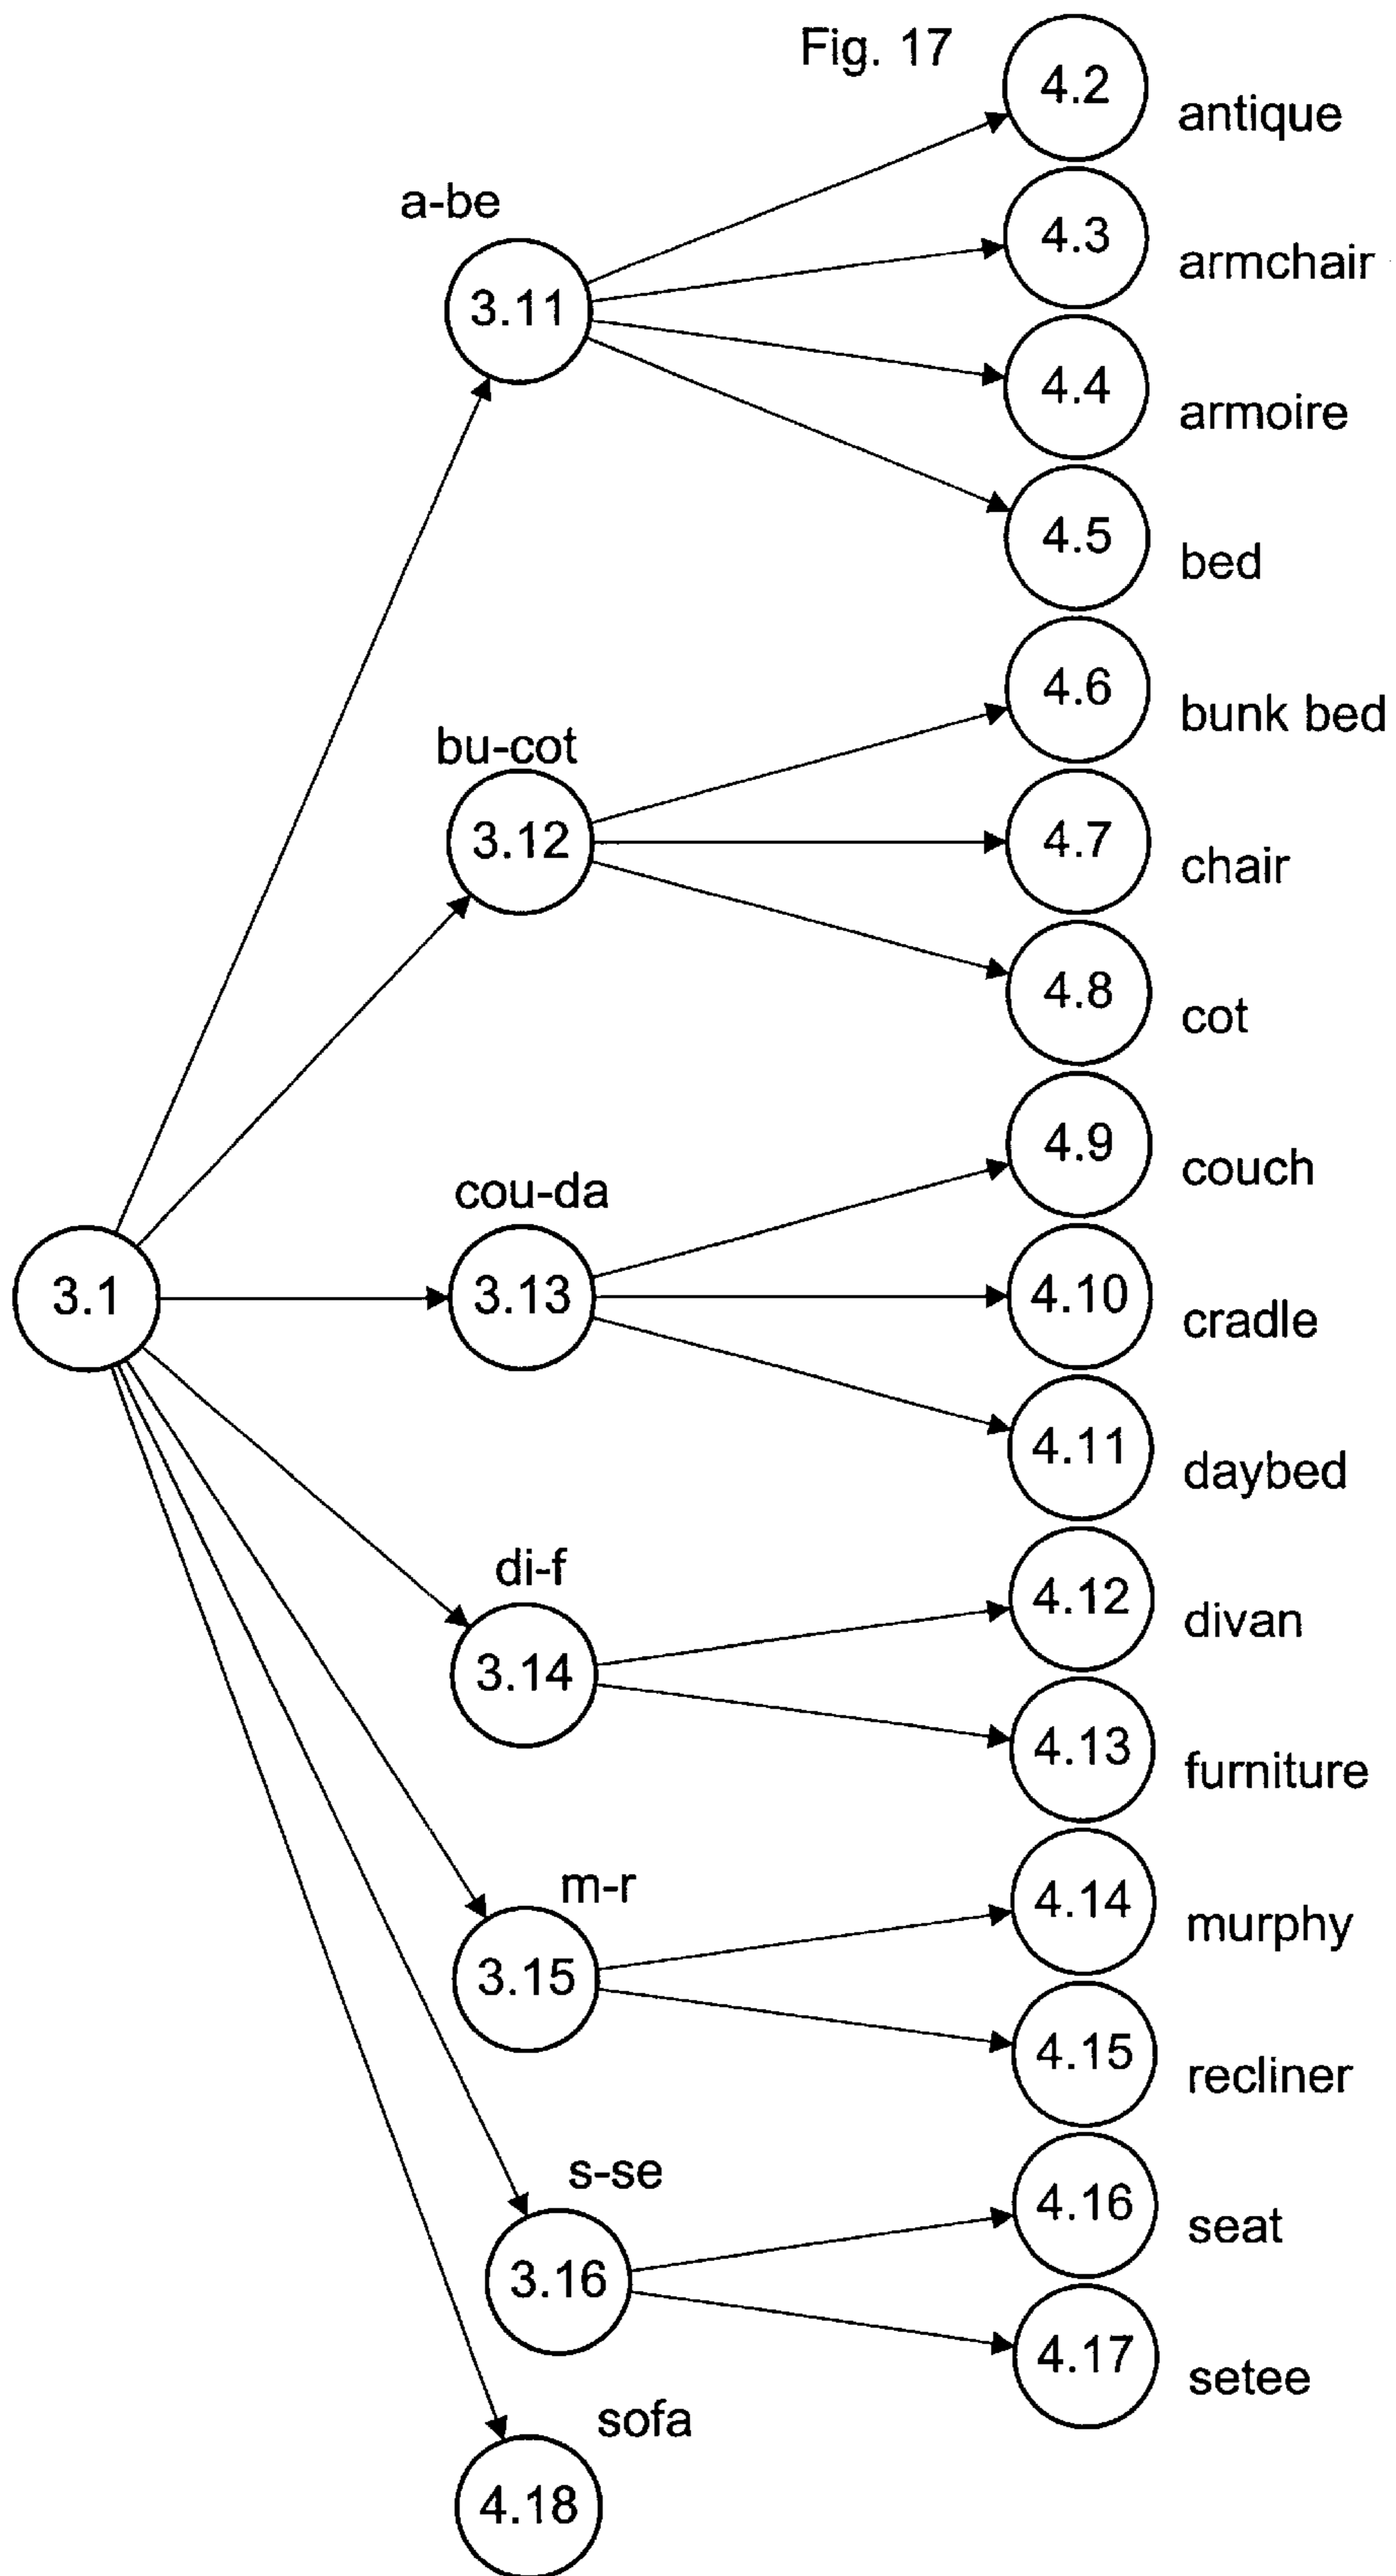 Fig. 17
4.2
antique
a-be
3.11
4.3
armchair
4.4
armoire
4.5
bed
bu-cot
3.12
4.6
bunk bed
4.7
chair
4.8
cot
3.1
cou-da
3.13
4.9
couch
4.10
cradle
4.11
daybed
di-f
3.14
4.12
divan
4.13
furniture
m-r
3.15
4.14
murphy
4.15
recliner
s-se
3.16
4.16
seat
4.17
setee
sofa
4.18